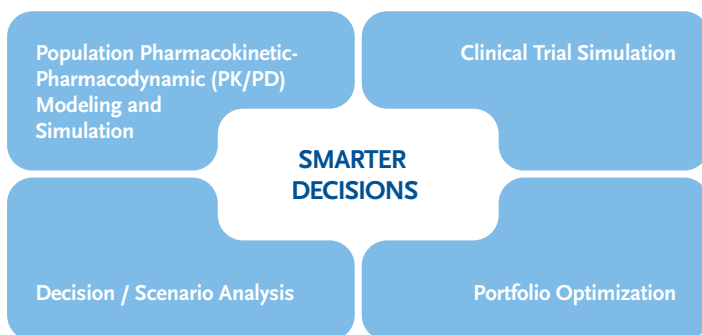 Population Pharmacokinetic-
Pharmacodynamic (PK/PD)
Modeling and
Simulation
Clinical Trial Simulation
SMARTER
DECISIONS
Decision / Scenario Analysis
Portfolio Optimization